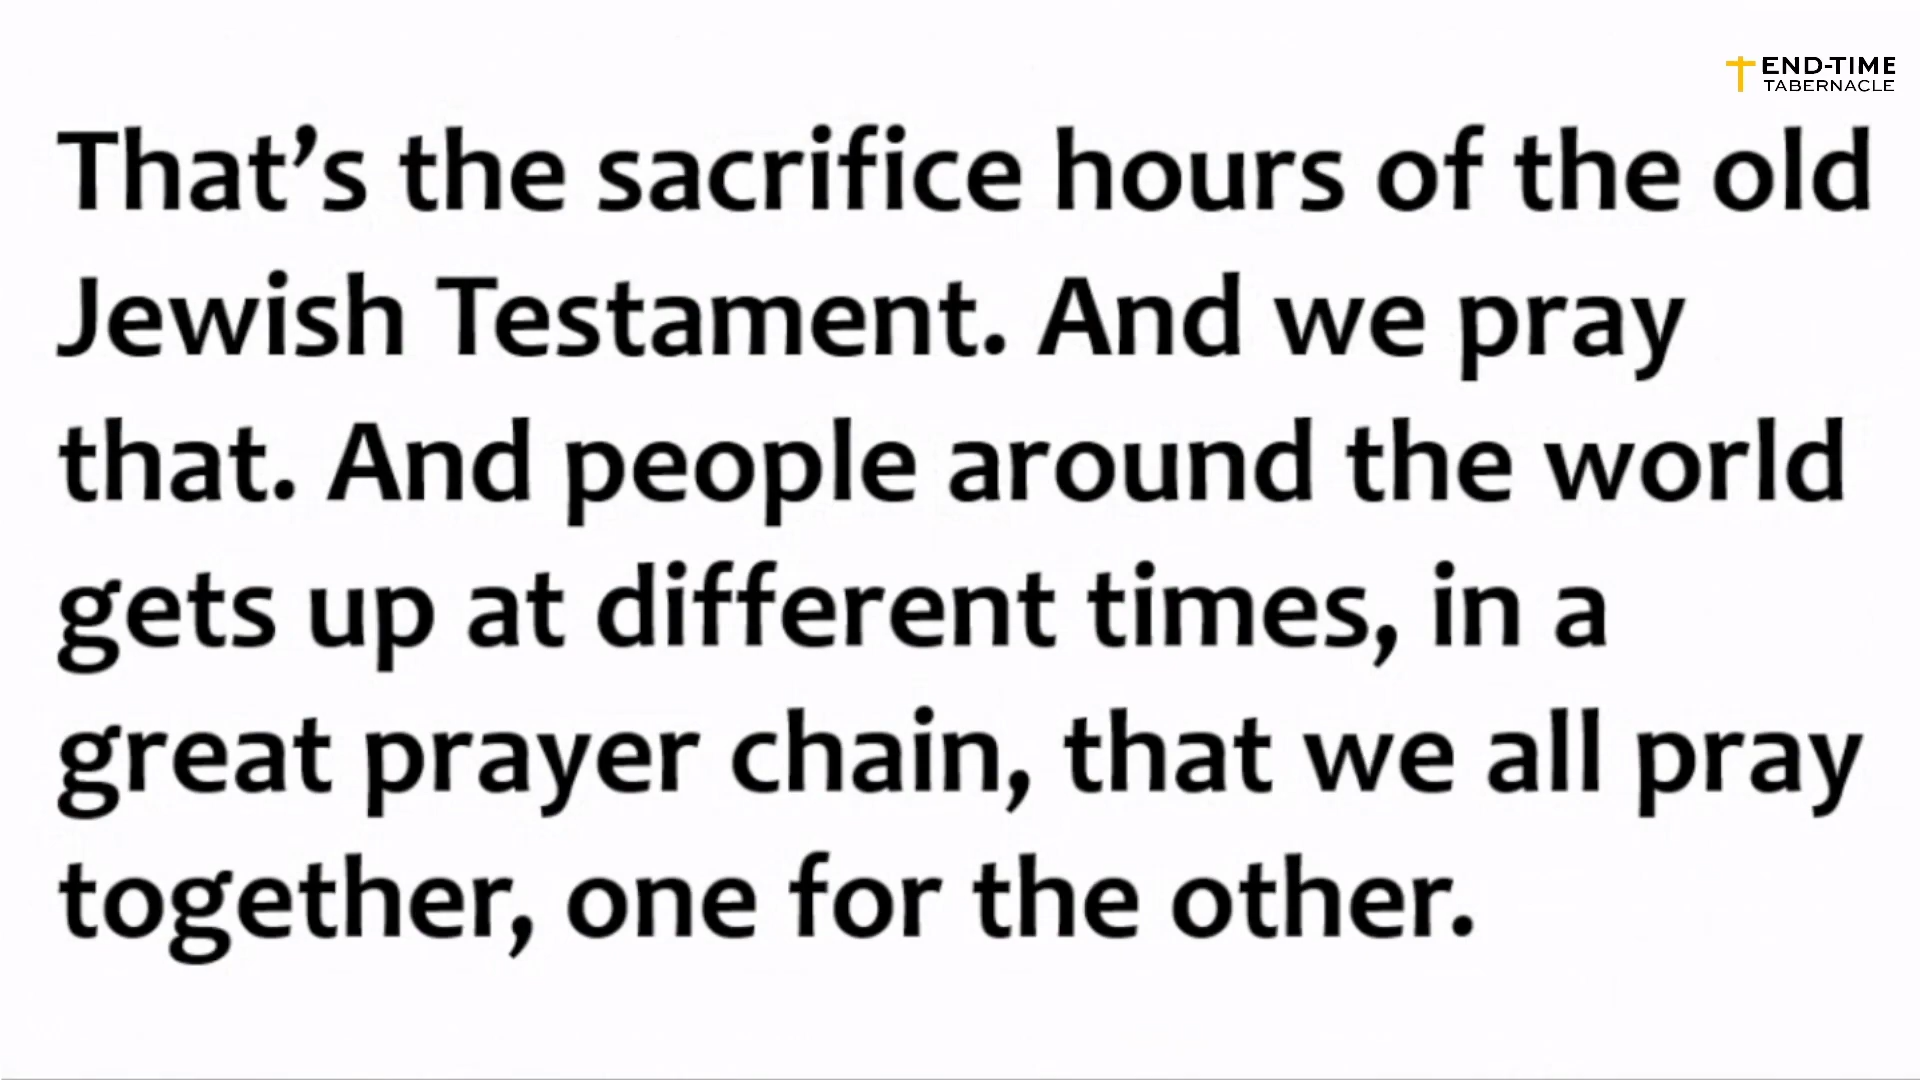 END-TIME
TABERNACLE
That’s the sacrifice hours of the old
Jewish Testament. And we pray
that. And people around the world
gets up at different times, in a
great prayer chain, that we all pray
together, one for the other.